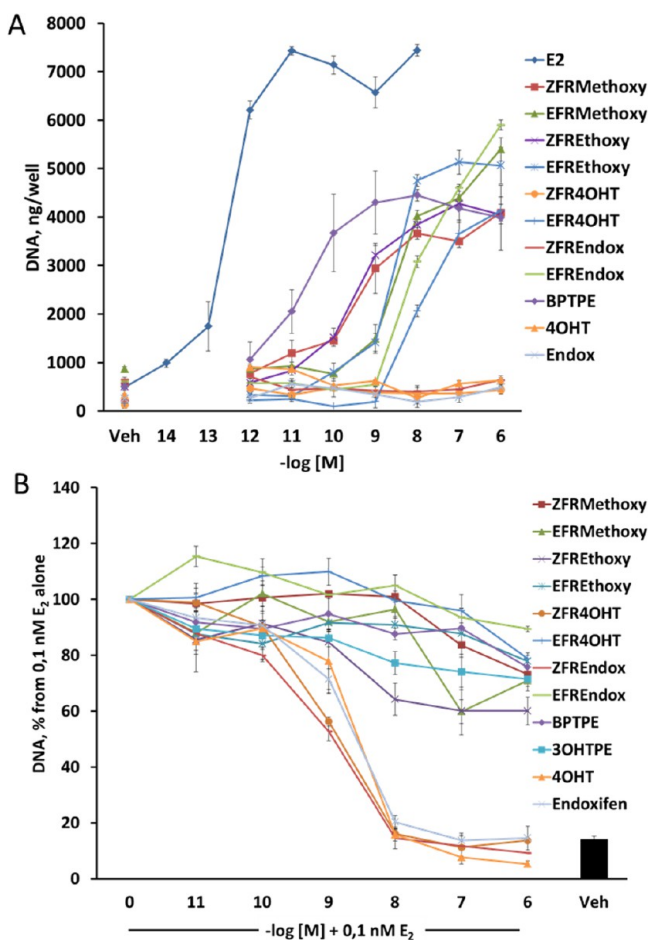 A
8000
7000
6000
5000
4000
3000
2000
1000
0
DNA, ng/well
Veh 14 13 12 11 10 9 8 7 6
-log [M]
E2
ZFRMethoxy
EFRMethoxy
ZFREthoxy
EFREthoxy
ZFR4OHT
EFR4OHT
ZFREndox
EFREndox
BPTPE
4OHT
Endox
B
140
120
100
80
60
40
20
0
DNA, % from 0,1 nM E2 alone
0 11 10 9 8 7 6 Veh
-log [M] + 0,1 nM E2
ZFRMethoxy
EFRMethoxy
ZFREthoxy
EFREthoxy
ZFR4OHT
EFR4OHT
ZFREndox
EFREndox
BPTPE
3OHTPE
4OHT
Endoxifen